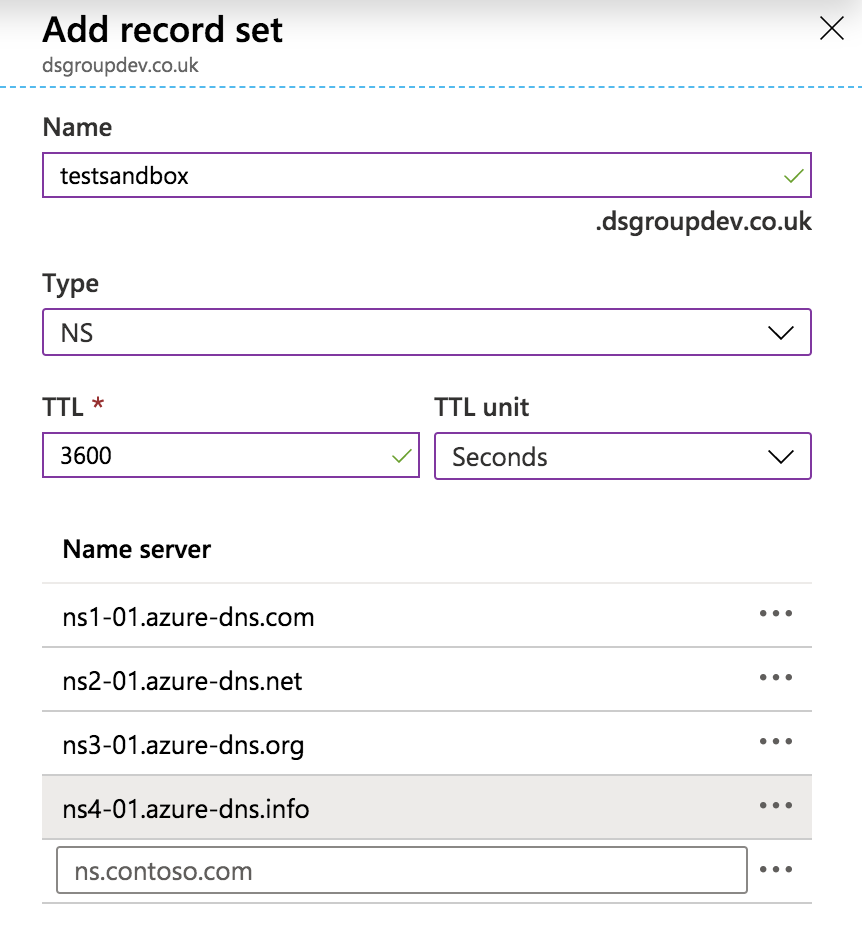 Add record set
dsgroupdev.co.uk
Name
testsandbox
.dsgroupdev.co.uk
Type
NS
TTL *
TTL unit
3600
Seconds
Name server
ns1-01.azure-dns.com
ns2-01.azure-dns.net
ns3-01.azure-dns.org
ns4-01.azure-dns.info
ns.contoso.com